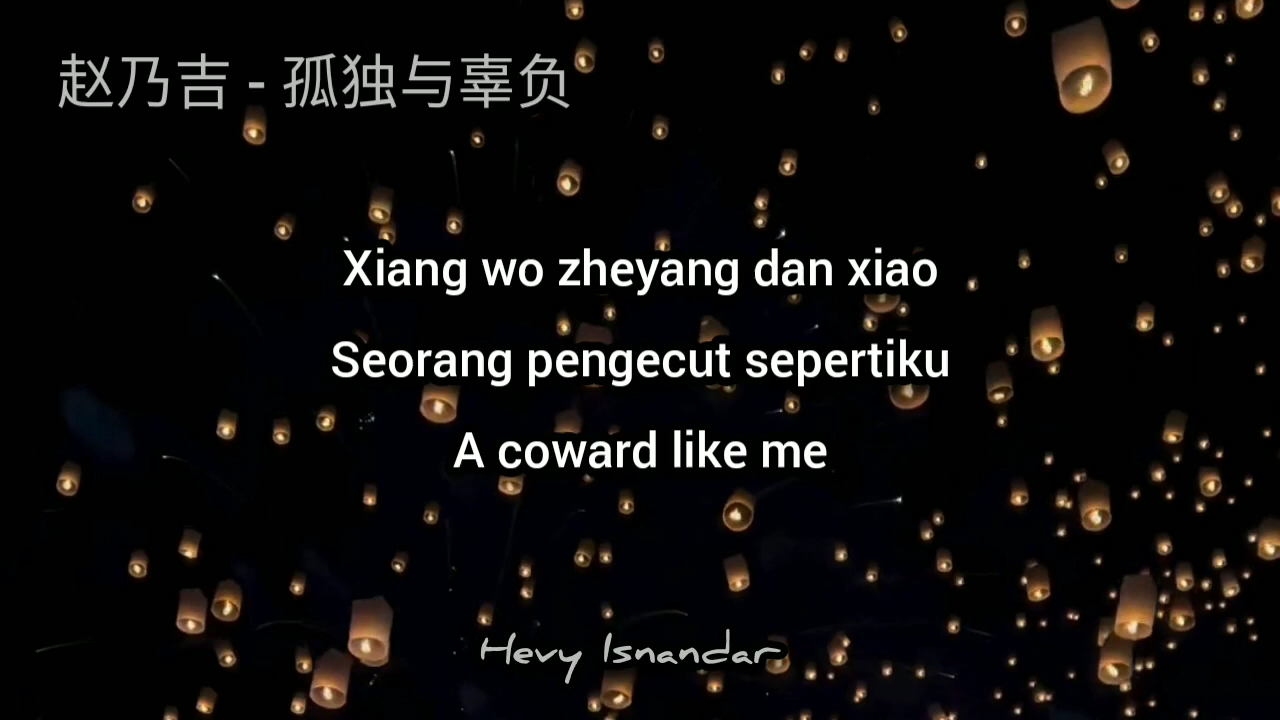 赵乃吉 - 孤独与辜负
Xiang wo zheyang dan xiao
Seorang pengecut sepertiku
A coward like me
Hevy Isnandar